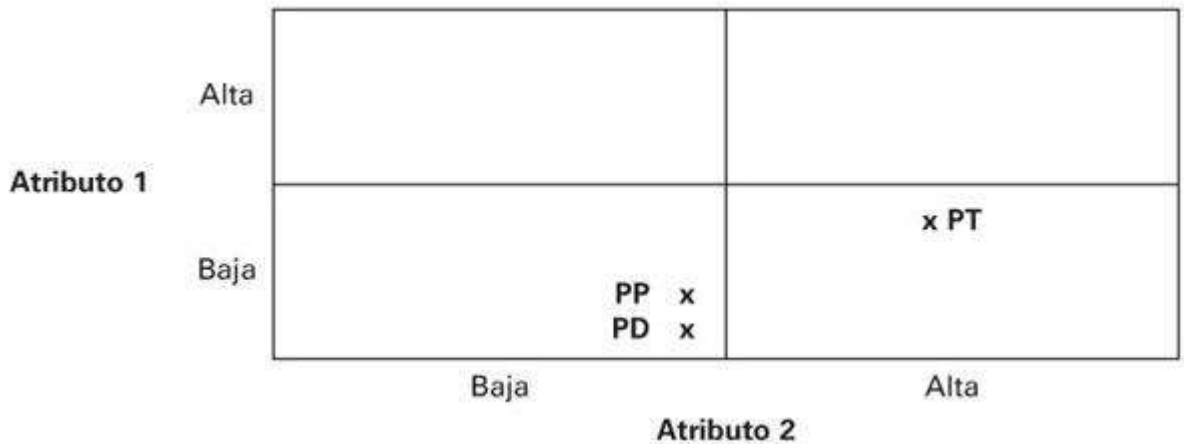 Alta
Atributo 1
x PT
Baja
PP x
PD x
Baja Alta
Atributo 2